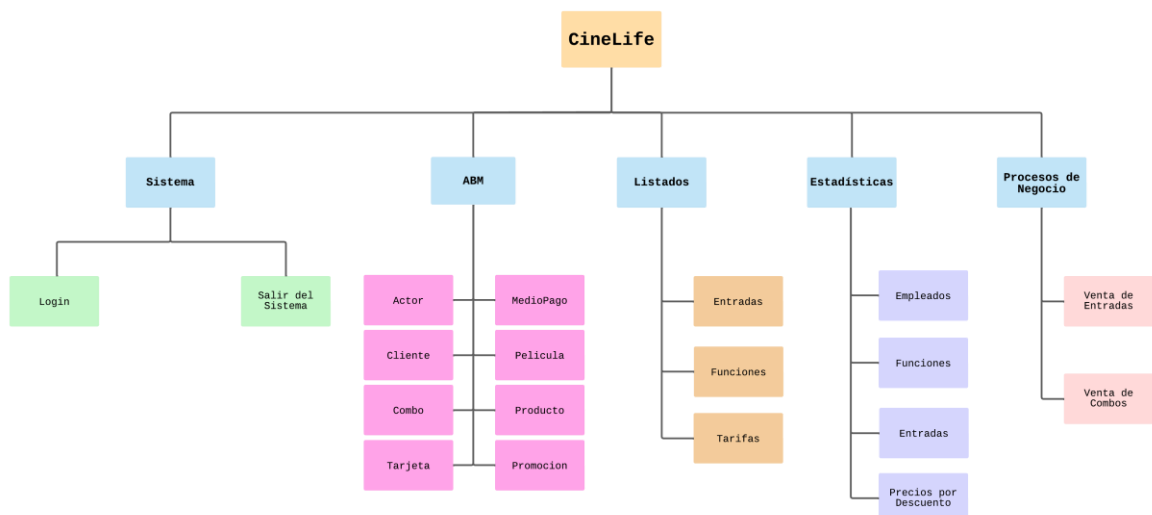 CineLife
Sistema
ABM
Listados
Estadísticas
Procesos de
Negocio
Login
Salir del
Sistema
Actor
MedioPago
Cliente
Pelicula
Combo
Producto
Tarjeta
Promocion
Entradas
Funciones
Tarifas
Empleados
Funciones
Entradas
Precios por
Descuento
Venta de
Entradas
Venta de
Combos